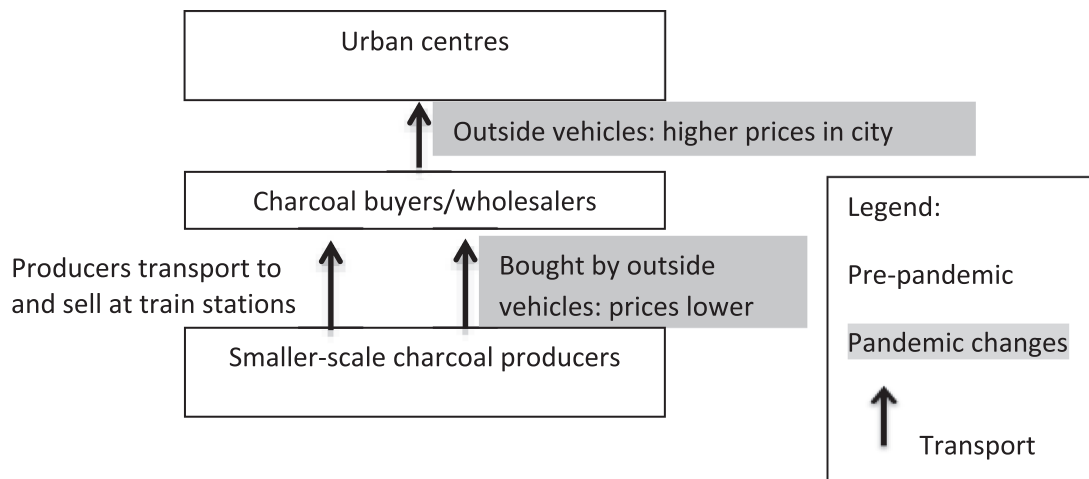 Urban centres
Outside vehicles: higher prices in city
Charcoal buyers/wholesalers
Producers transport to
and sell at train stations
Bought by outside
vehicles: prices lower
Smaller-scale charcoal producers
Legend:
Pre-pandemic
Pandemic changes
Transport